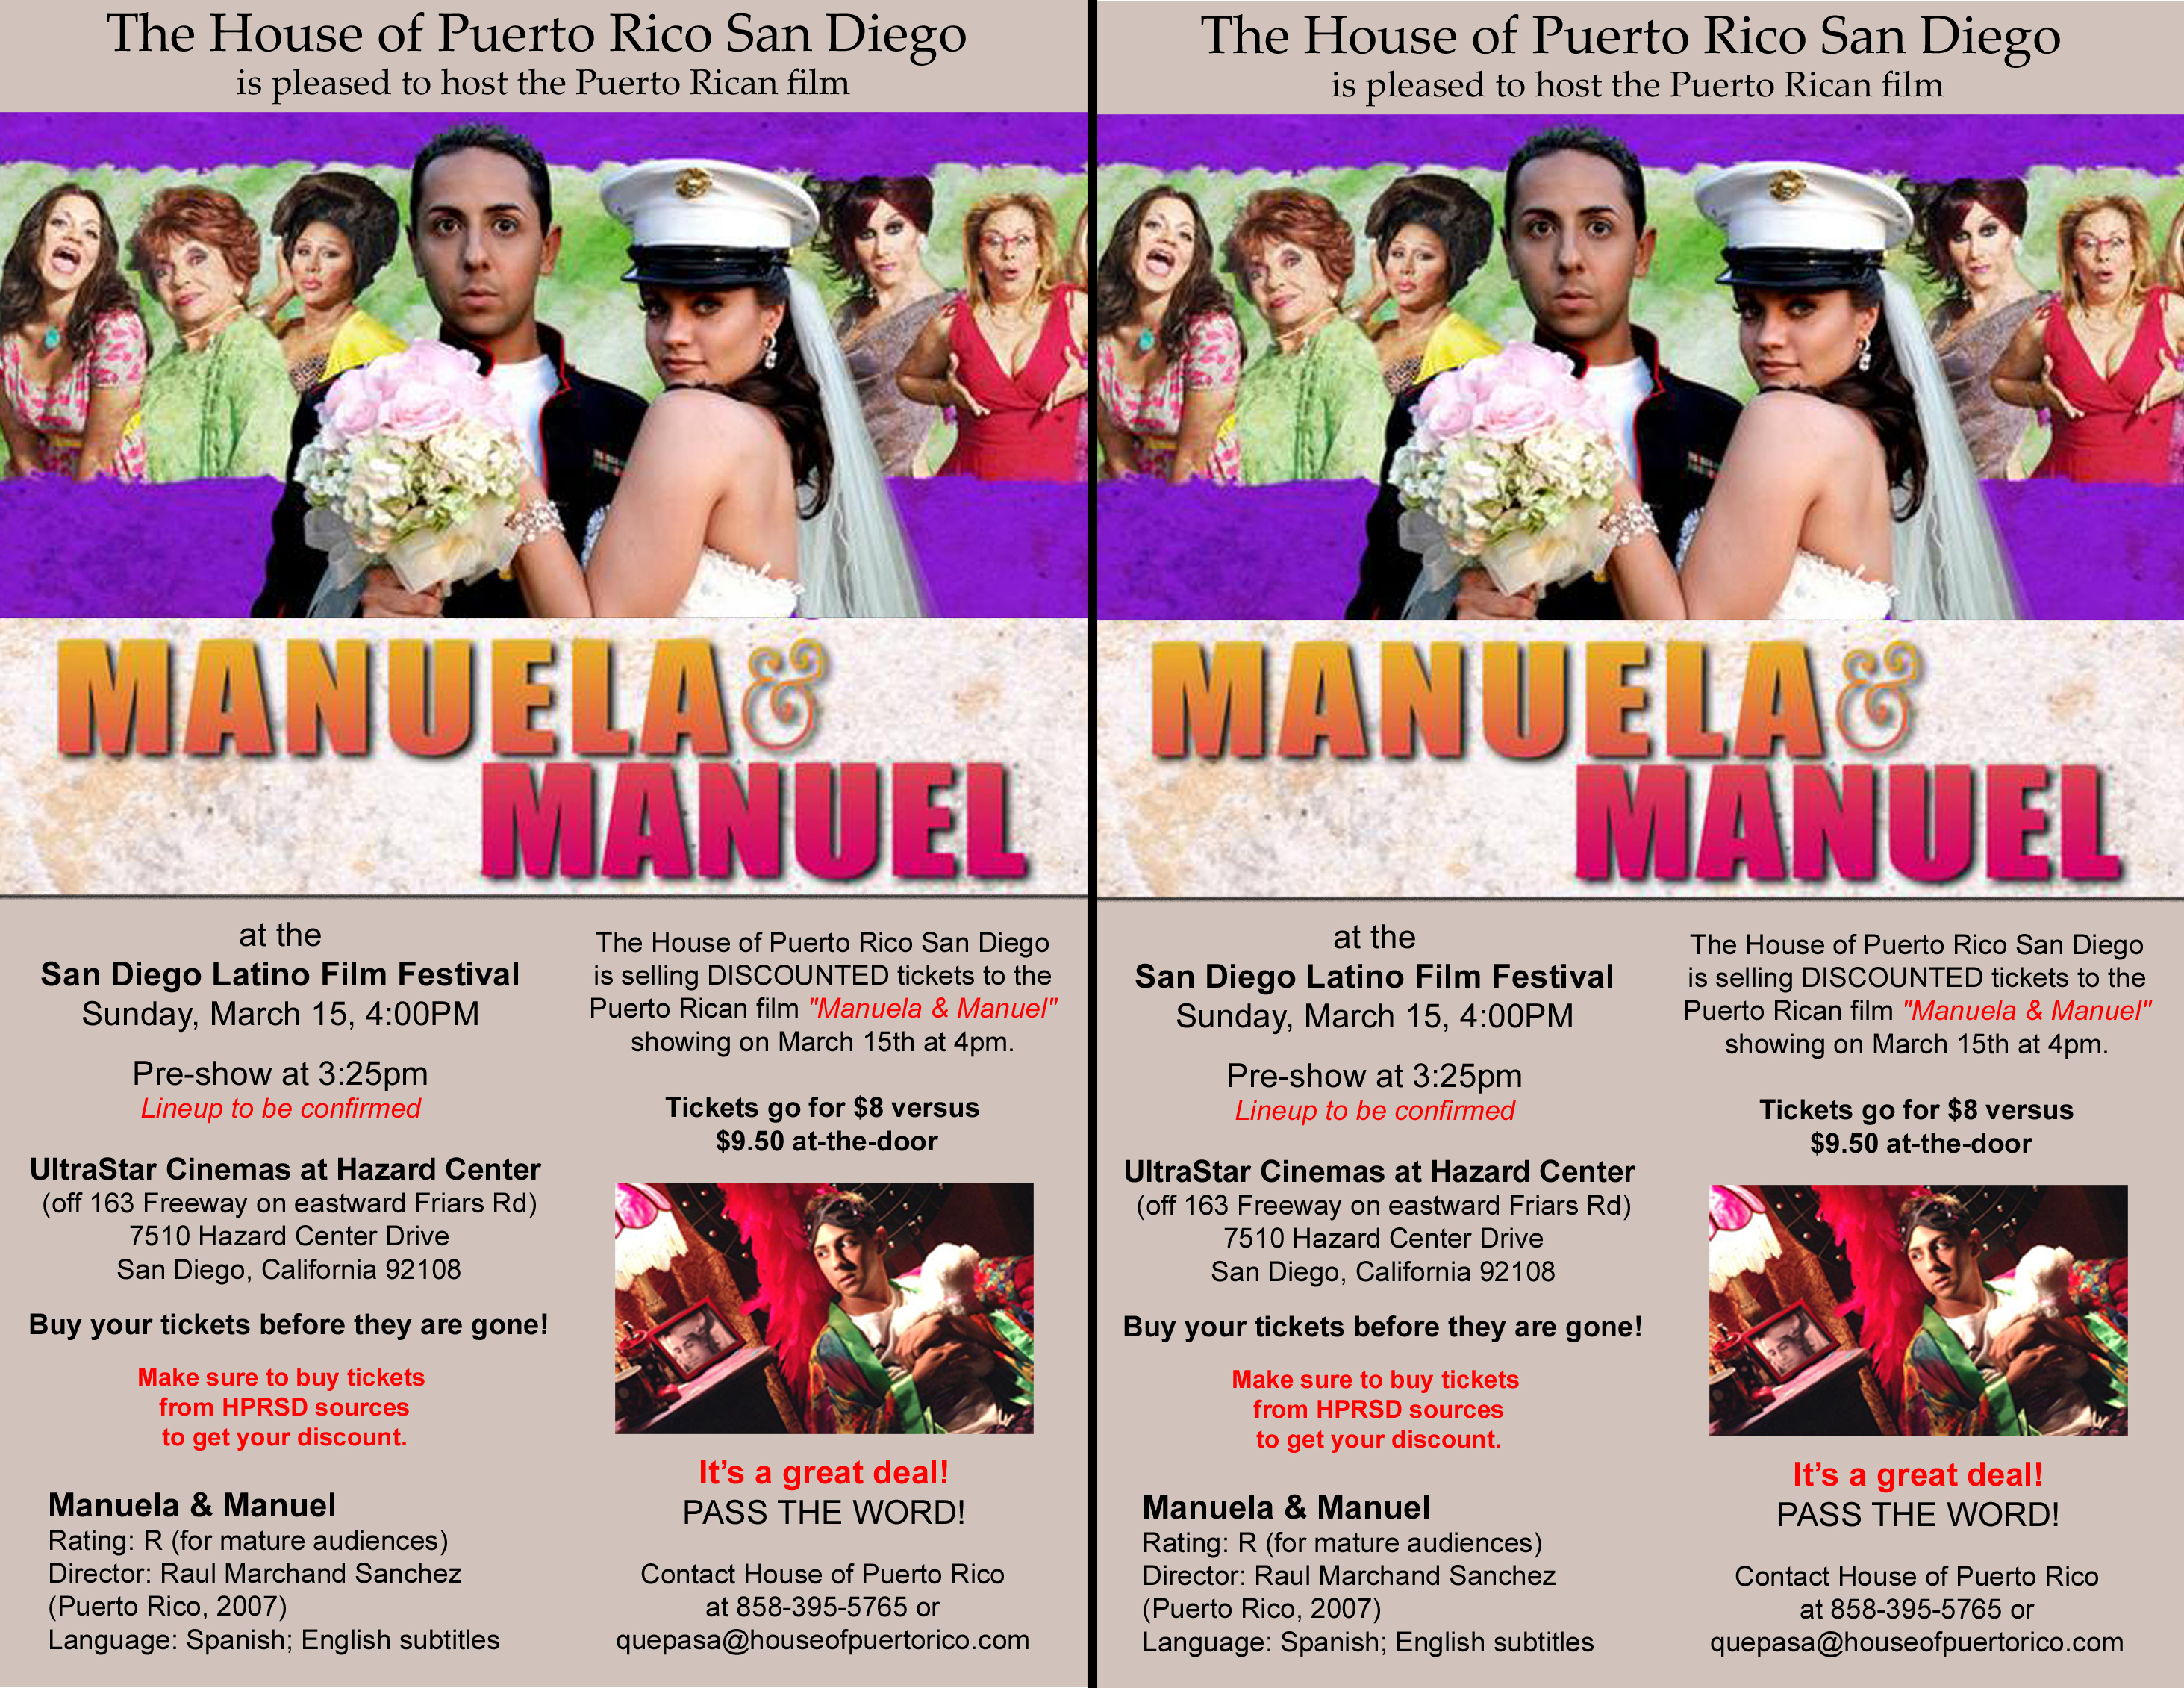 The House of Puerto Rico San Diego
is pleased to host the Puerto Rican film
MANUELA &
MANUEL
at the
San Diego Latino Film Festival
Sunday, March 15, 4:00PM
Pre-show at 3:25pm
Lineup to be confirmed
UltraStar Cinemas at Hazard Center
(off 163 Freeway on eastward Friars Rd)
7510 Hazard Center Drive
San Diego, California 92108
Buy your tickets before they are gone!
Make sure to buy tickets
from HPRSD sources
to get your discount.
Manuela & Manuel
Rating: R (for mature audiences)
Director: Raul Marchand Sanchez
(Puerto Rico, 2007)
Language: Spanish; English subtitles
The House of Puerto Rico San Diego
is selling DISCOUNTED tickets to the
Puerto Rican film "Manuela & Manuel"
showing on March 15th at 4pm.
Tickets go for $8 versus
$9.50 at-the-door
It's a great deal!
PASS THE WORD!
Contact House of Puerto Rico
at 858-395-5765 or
quepasa@houseofpuertorico.com
The House of Puerto Rico San Diego
is pleased to host the Puerto Rican film
MANUELA &
MANUEL
at the
San Diego Latino Film Festival
Sunday, March 15, 4:00PM
Pre-show at 3:25pm
Lineup to be confirmed
UltraStar Cinemas at Hazard Center
(off 163 Freeway on eastward Friars Rd)
7510 Hazard Center Drive
San Diego, California 92108
Buy your tickets before they are gone!
Make sure to buy tickets
from HPRSD sources
to get your discount.
Manuela & Manuel
Rating: R (for mature audiences)
Director: Raul Marchand Sanchez
(Puerto Rico, 2007)
Language: Spanish; English subtitles
The House of Puerto Rico San Diego
is selling DISCOUNTED tickets to the
Puerto Rican film "Manuela & Manuel"
showing on March 15th at 4pm.
Tickets go for $8 versus
$9.50 at-the-door
It's a great deal!
PASS THE WORD!
Contact House of Puerto Rico
at 858-395-5765 or
quepasa@houseofpuertorico.com